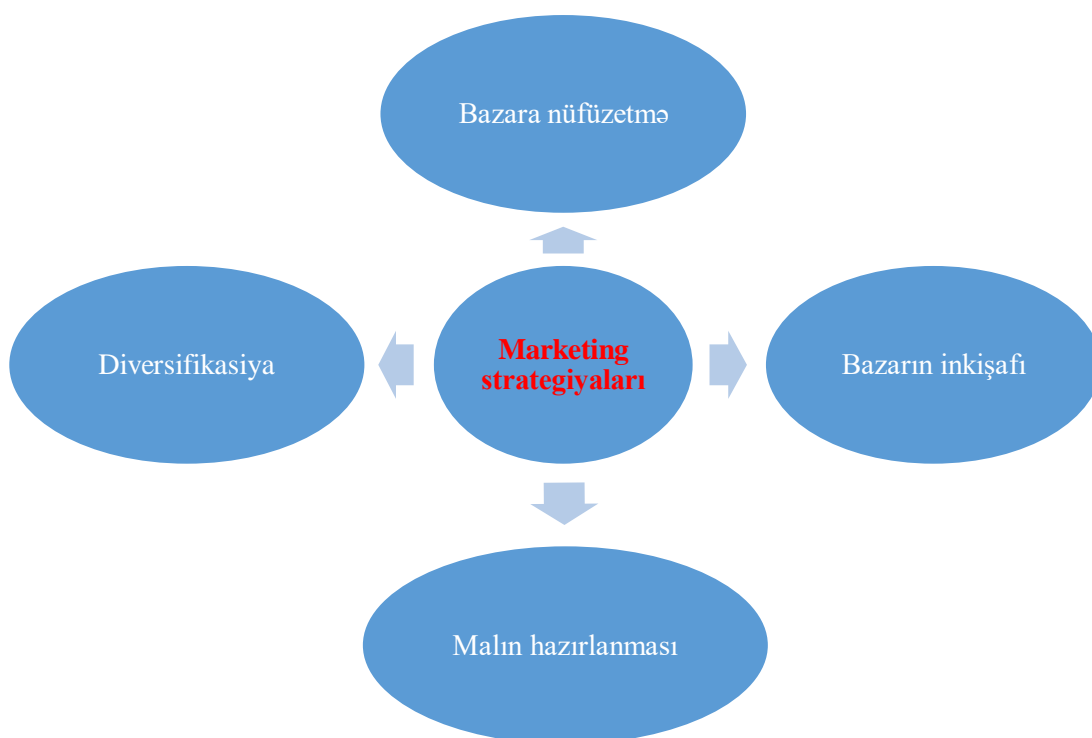 Bazara nüfüzetmə
Diversifikasiya
Marketing
strategiyaları
Bazarın inkişafı
Malın hazırlanması